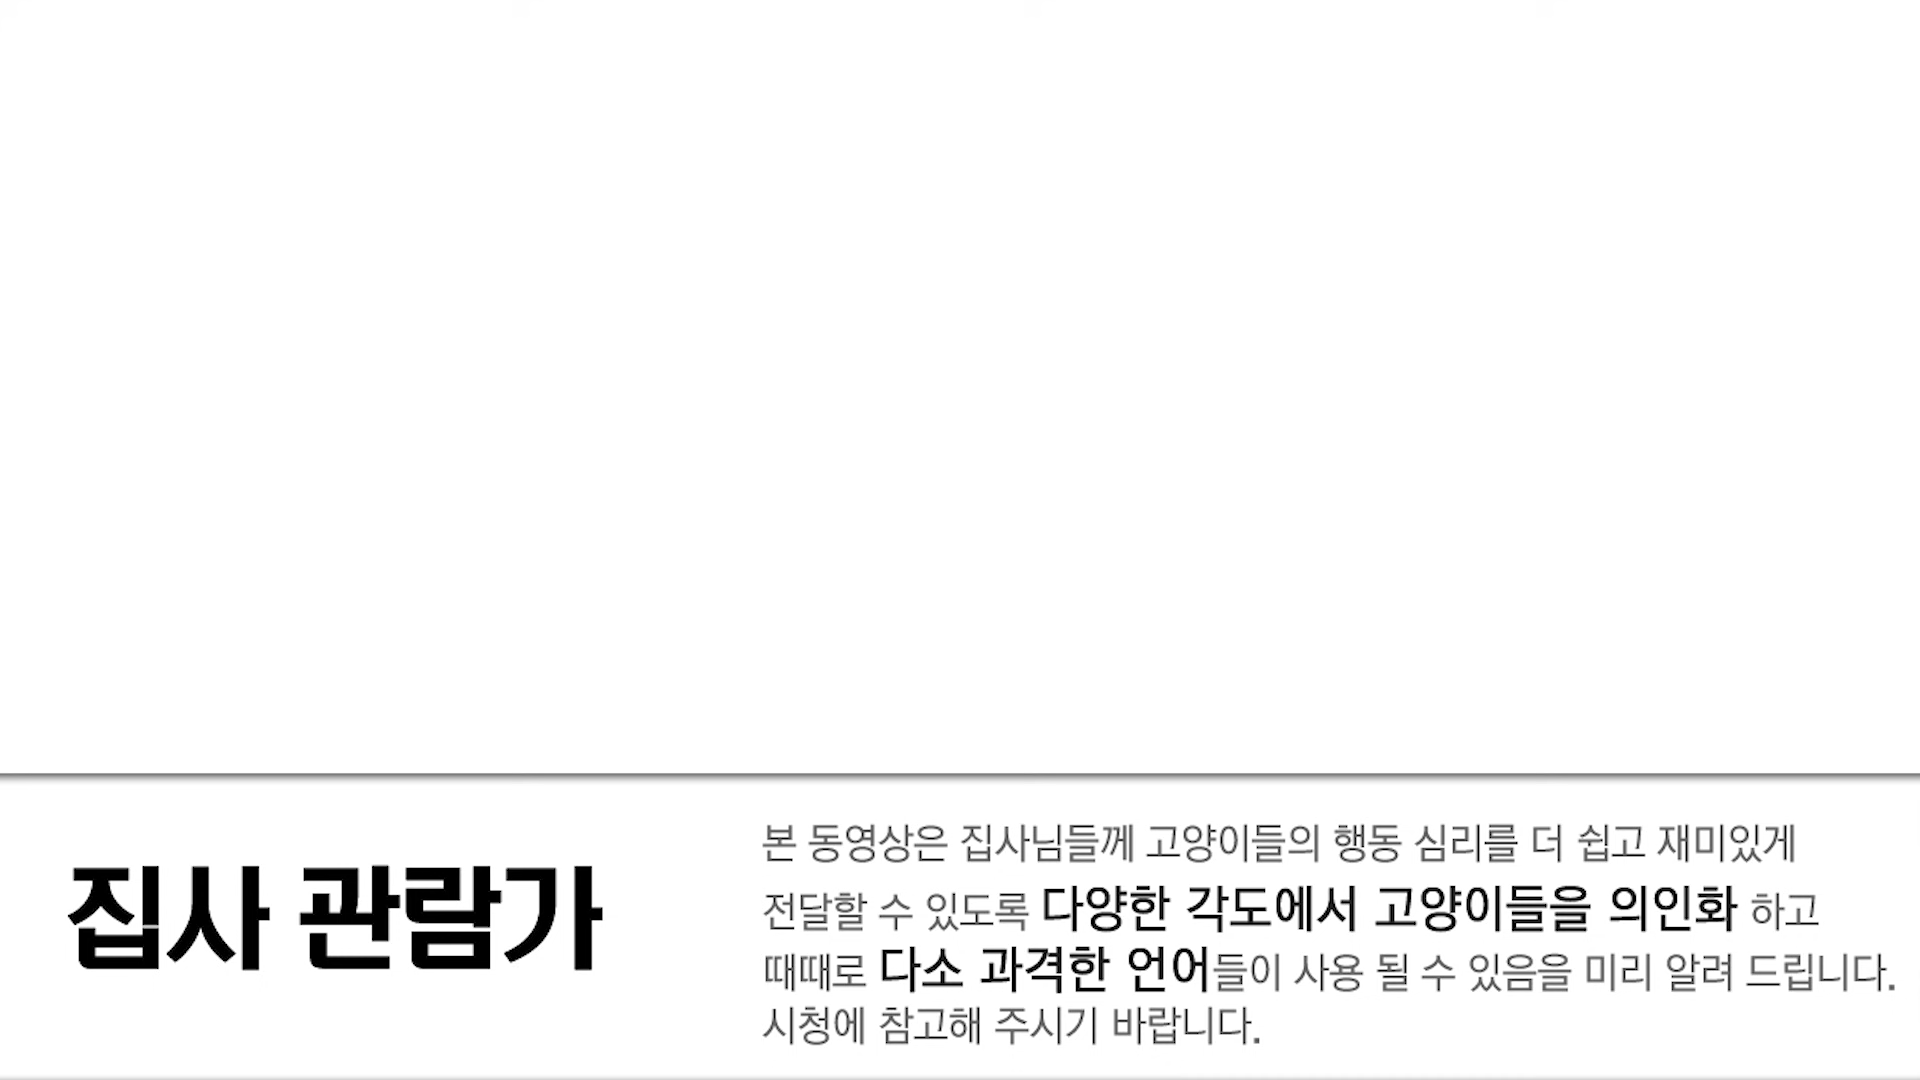 집사 관람가
본 동영상은 집사님들께 고양이들의 행동 심리를 더 쉽고 재미있게
전달할 수 있도록 다양한 각도에서 고양이들을 의인화 하고
때때로 다소 과격한 언어들이 사용 될 수 있음을 미리 알려 드립니다.
시청에 참고해 주시기 바랍니다.